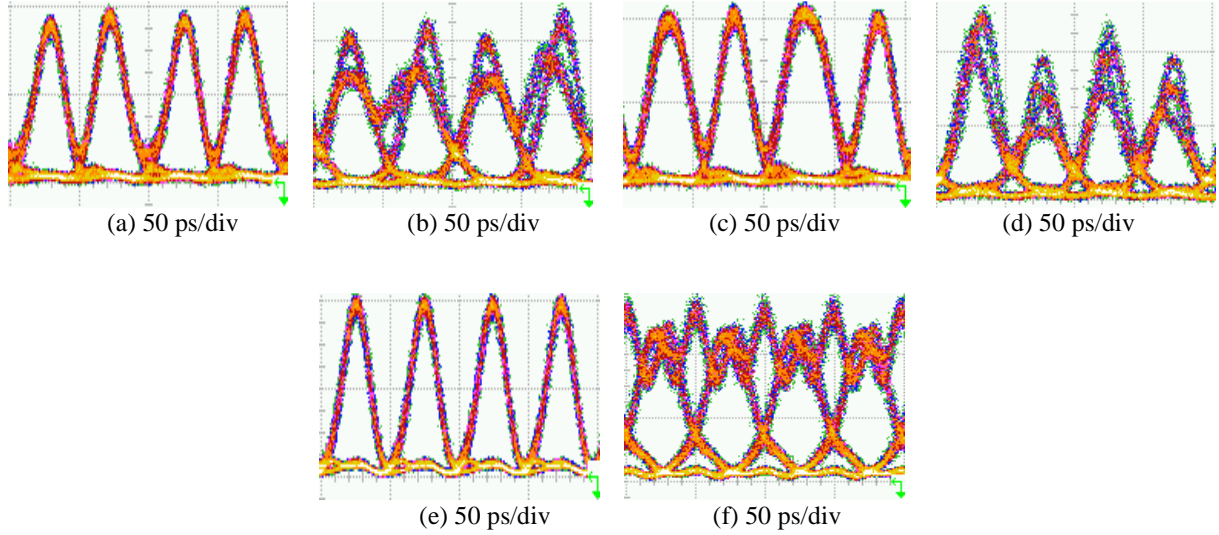 (a) 50 ps/div
(b) 50 ps/div
(c) 50 ps/div
(d) 50 ps/div
(e) 50 ps/div
(f) 50 ps/div